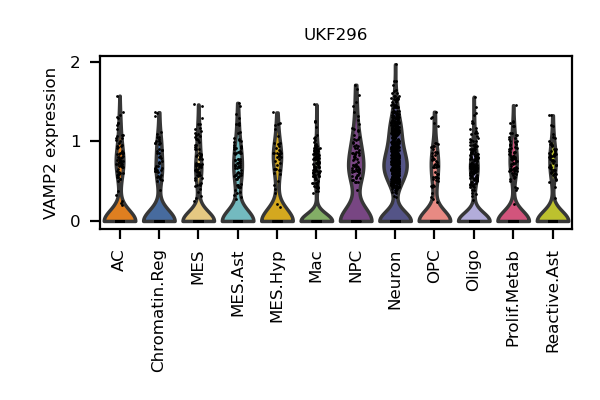 UKF296
VAMP2 expression
2
1
0
AC
Chromatin.Reg
MES
MES.Ast
MES.Hyp
Mac
NPC
Neuron
OPC
Oligo
Prolif.Metab
Reactive.Ast